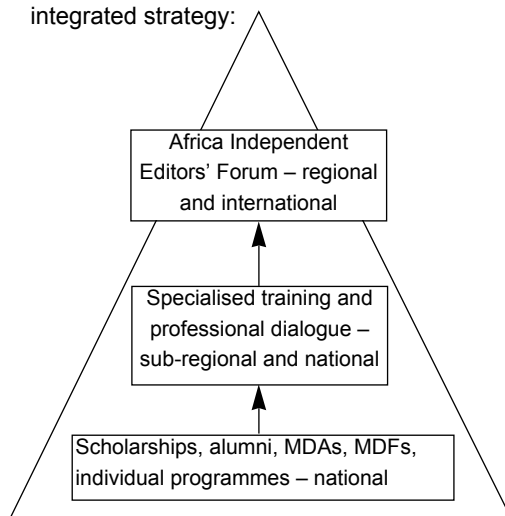 integrated strategy:
Africa Independent
Editors’ Forum – regional
and international
Specialised training and
professional dialogue –
sub-regional and national
Scholarships, alumni, MDAs, MDFs,
individual programmes – national